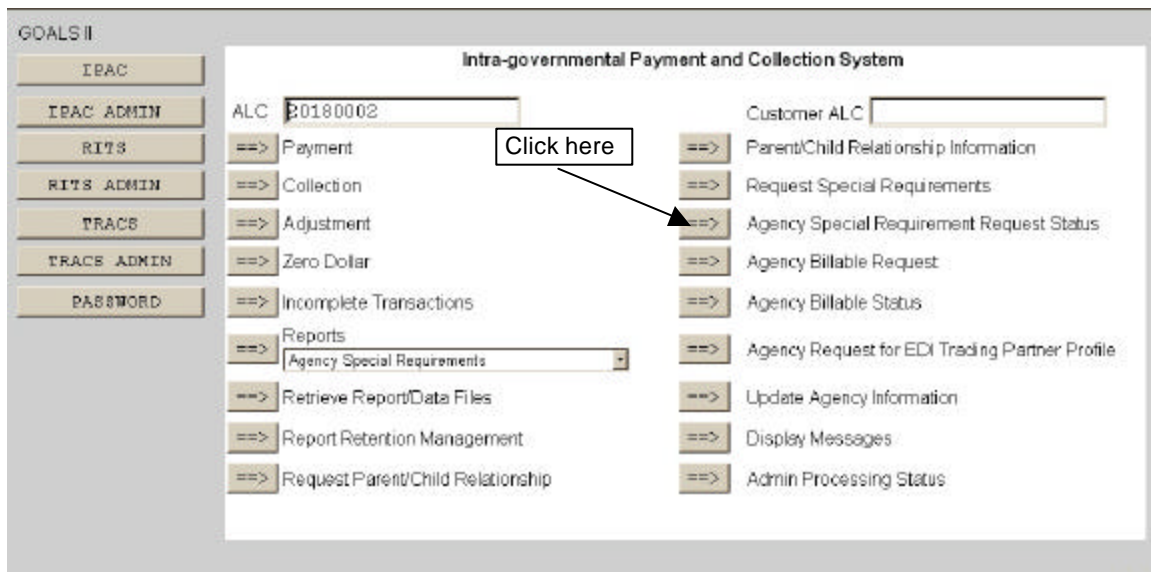 GOALS II
IPAC
IPAC ADMIN
RITS
RITS ADMIN
TRACS
TRACS ADMIN
PASSWORD
Intra-governmental Payment and Collection System
ALC 20180002
Customer ALC
Click here
==> Payment
==> Collection
==> Adjustment
==> Zero Dollar
==> Incomplete Transactions
==> Reports
Agency Special Requirements
==> Retrieve Report/Data Files
==> Report Retention Management
==> Request Parent/Child Relationship
==> Parent/Child Relationship Information
==> Request Special Requirements
==> Agency Special Requirement Request Status
==> Agency Billable Request
==> Agency Billable Status
==> Agency Request for EDI Trading Partner Profile
==> Update Agency Information
==> Display Messages
==> Admin Processing Status